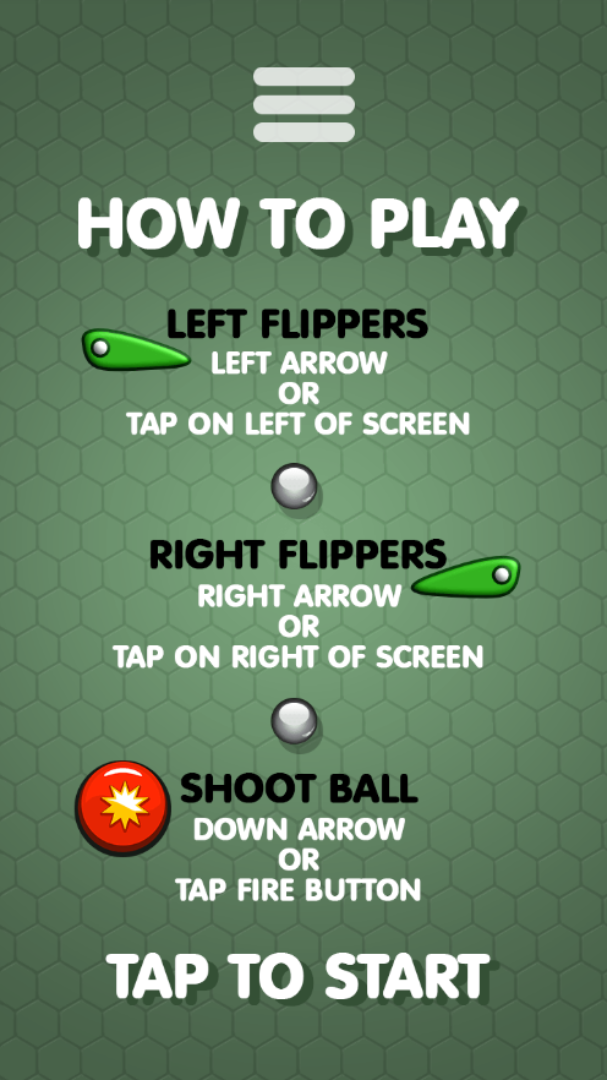 HOW TO PLAY
LEFT FLIPPERS
LEFT ARROW
OR
TAP ON LEFT OF SCREEN
RIGHT FLIPPERS
RIGHT ARROW
OR
TAP ON RIGHT OF SCREEN
SHOOT BALL
DOWN ARROW
OR
TAP FIRE BUTTON
TAP TO START